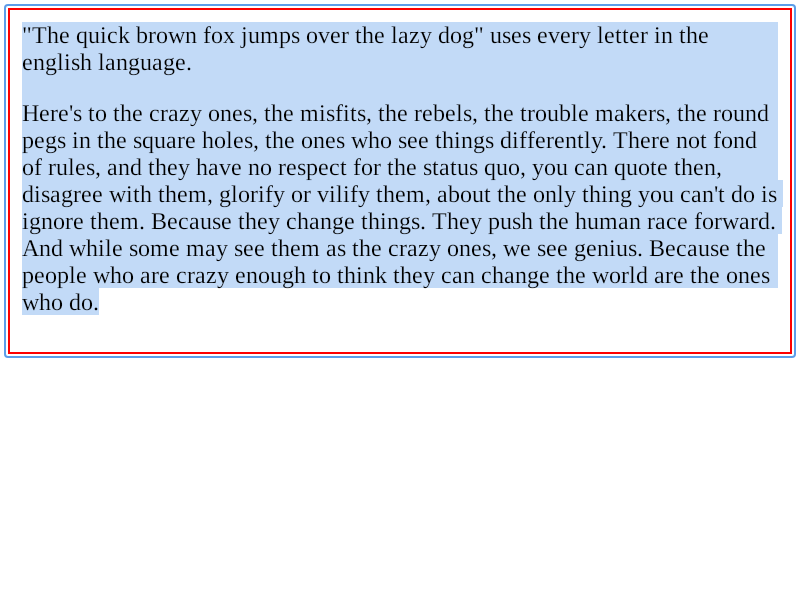 "The quick brown fox jumps over the lazy dog" uses every letter in the
english language.
Here's to the crazy ones, the misfits, the rebels, the trouble makers, the round
pegs in the square holes, the ones who see things differently. There not fond
of rules, and they have no respect for the status quo, you can quote then,
disagree with them, glorify or vilify them, about the only thing you can't do is
ignore them. Because they change things. They push the human race forward.
And while some may see them as the crazy ones, we see genius. Because the
people who are crazy enough to think they can change the world are the ones
who do.